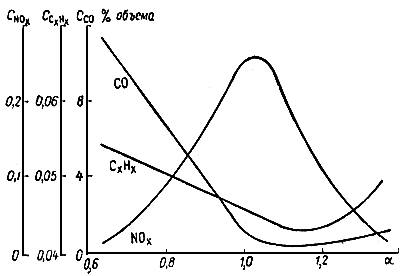 C_NOx C_CxHx C_CO % объема
0,2 0,06 8
CO
0,1 0,05 4
CxHx
NOx
0 0,04 0
0,6 0,8 1,0 1,2 α